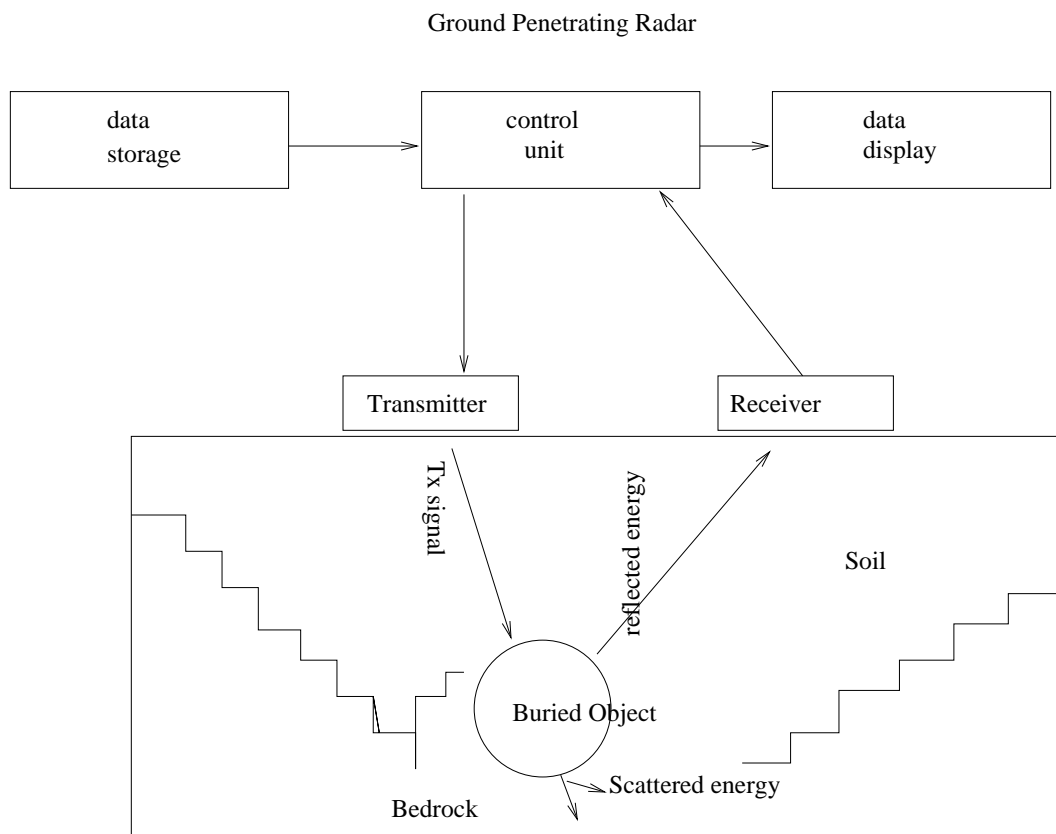 Ground Penetrating Radar
data
storage
control
unit
data
display
Transmitter
Receiver
Tx signal
reflected energy
Soil
Buried Object
Scattered energy
Bedrock